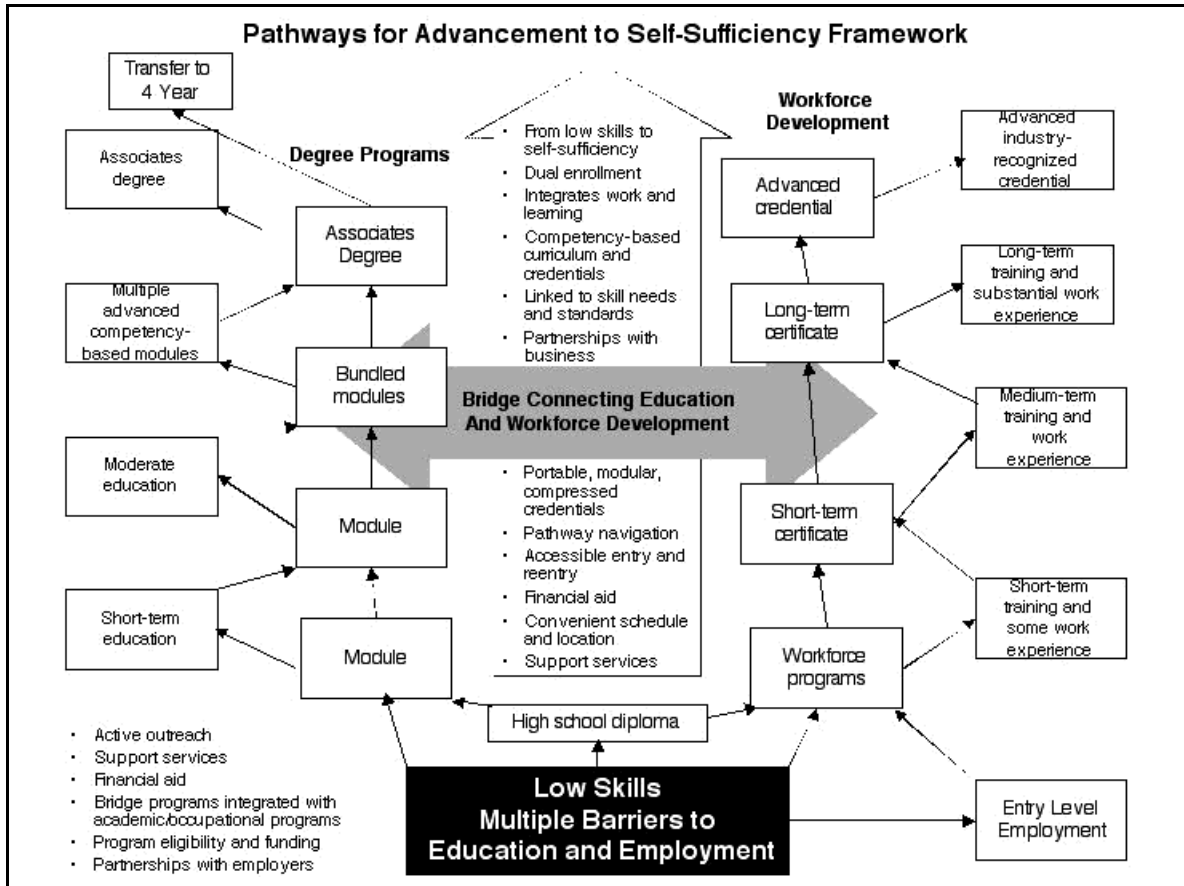 Pathways for Advancement to Self-Sufficiency Framework
Transfer to
4 Year
Associates
degree
Degree Programs
Associates
Degree
Multiple
advanced
competency-
based modules
Bundled
modules
Moderate
education
Module
Short-term
education
Module
• From low skills to
self-sufficiency
• Dual enrollment
• Integrates work and
learning
• Competency-based
curriculum and
credentials
• Linked to skill needs
and standards
• Partnerships with
business
Bridge Connecting Education
And Workforce Development
• Portable, modular,
compressed
credentials
• Pathway navigation
• Accessible entry and
reentry
• Financial aid
• Convenient schedule
and location
• Support services
Workforce
Development
Advanced
industry-
recognized
credential
Advanced
credential
Long-term
training and
substantial work
experience
Long-term
certificate
Medium-term
training and
work
experience
Short-term
certificate
Short-term
training and
some work
experience
Workforce
programs
High school diploma
• Active outreach
• Support services
• Financial aid
• Bridge programs integrated with
academic/occupational programs
• Program eligibility and funding
• Partnerships with employers
Low Skills
Multiple Barriers to
Education and Employment
Entry Level
Employment